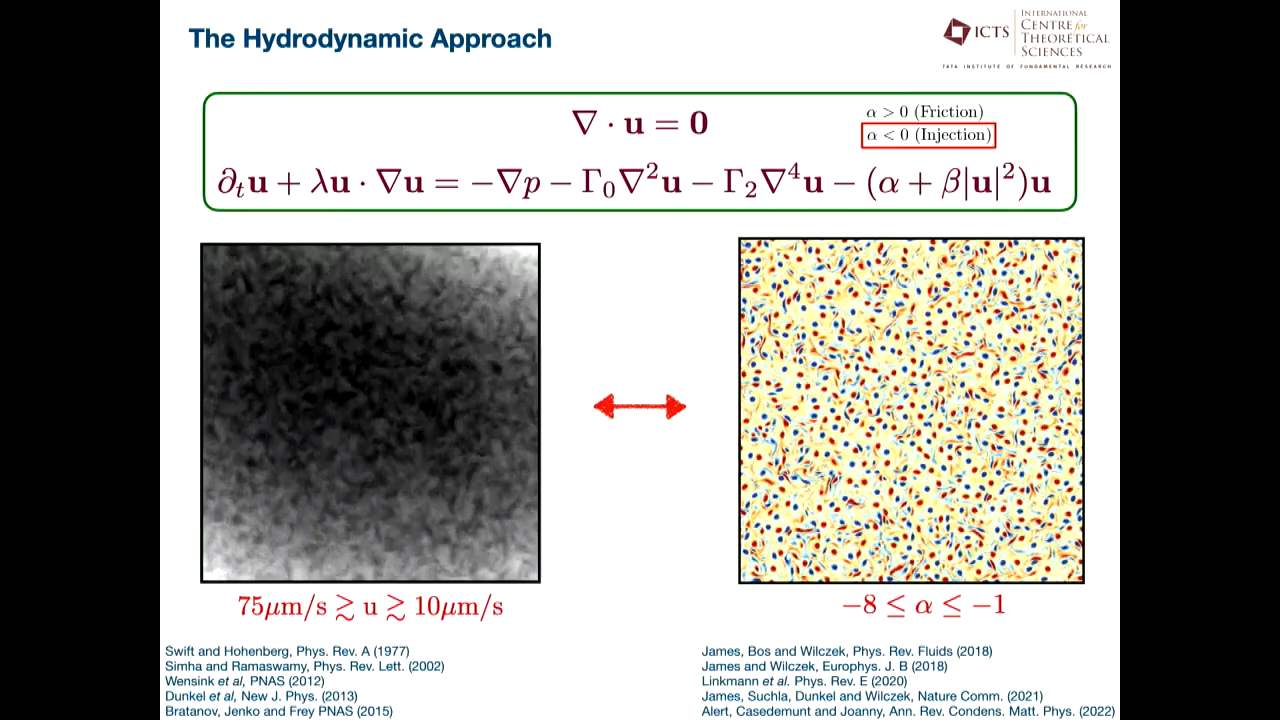 The Hydrodynamic Approach
ICTS
INTERNATIONAL
CENTRE for
THEORETICAL
SCIENCES
TATA INSTITUTE OF FUNDAMENTAL RESEARCH
∇ · u = 0
α > 0 (Friction)
α < 0 (Injection)
∂ₜu + λu · ∇u = −∇p − Γ₀∇²u − Γ₂∇⁴u − (α + β|u|²)u
75μm/s ≳ u ≳ 10μm/s
−8 ≤ α ≤ −1
Swift and Hohenberg, Phys. Rev. A (1977)
Simha and Ramaswamy, Phys. Rev. Lett. (2002)
Wensink et al, PNAS (2012)
Dunkel et al, New J. Phys. (2013)
Bratanov, Jenko and Frey PNAS (2015)
James, Bos and Wilczek, Phys. Rev. Fluids (2018)
James and Wilczek, Europhys. J. B (2018)
Linkmann et al. Phys. Rev. E (2020)
James, Suchla, Dunkel and Wilczek, Nature Comm. (2021)
Alert, Casedemunt and Joanny, Ann. Rev. Condens. Matt. Phys. (2022)